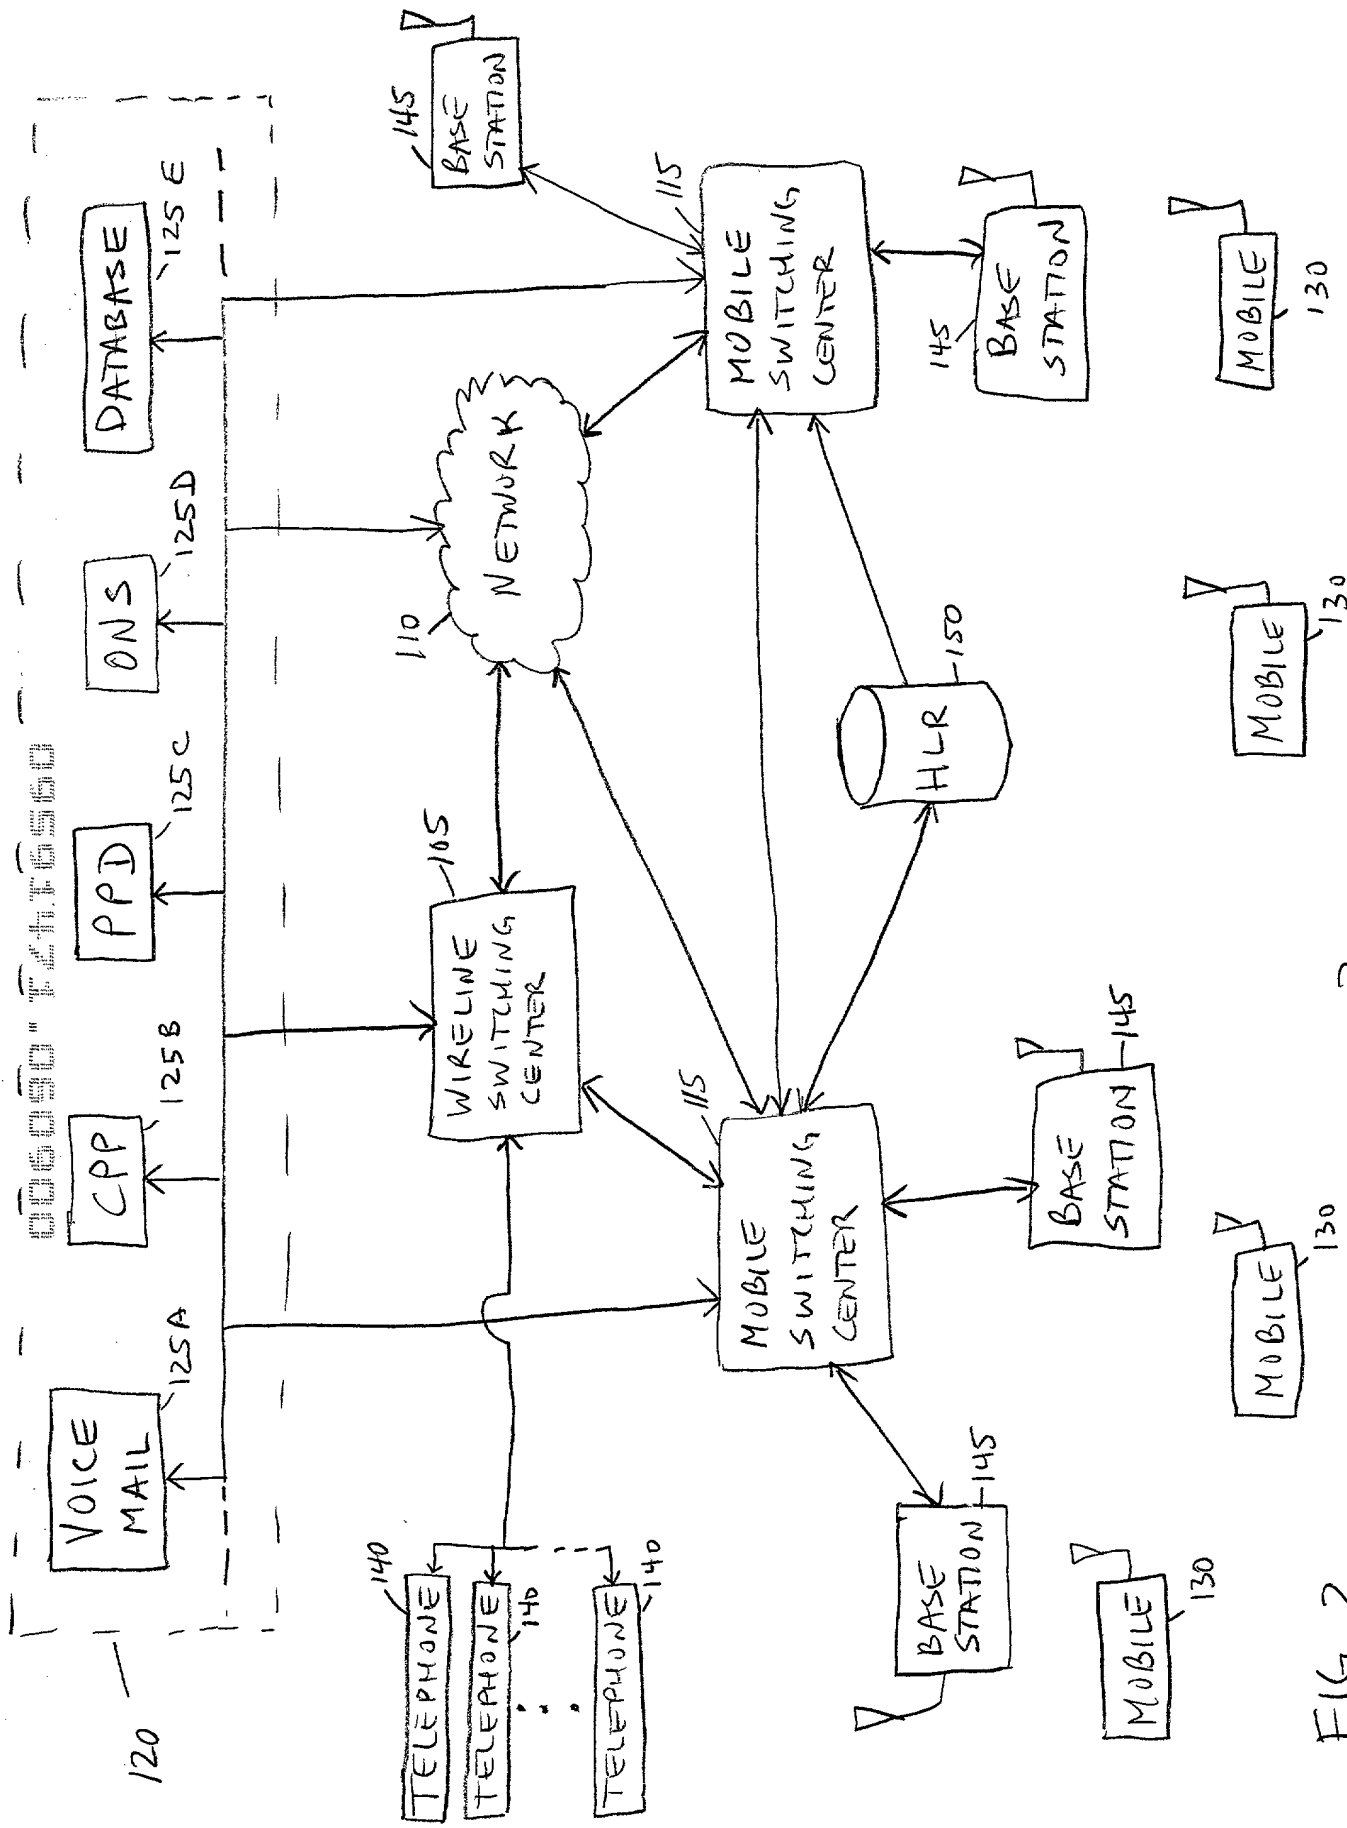 120
VOICE
MAIL
125A
CPP
125B
PPD
125C
ONS
125D
DATABASE
125E
TELEPHONE
140
TELEPHONE
140
TELEPHONE
140
WIRELINE
SWITCHING
CENTER
105
NETWORK
110
BASE
STATION
145
MOBILE
SWITCHING
CENTER
115
MOBILE
SWITCHING
CENTER
115
HLR
150
BASE
STATION
145
BASE
STATION
145
BASE
STATION
145
MOBILE
130
MOBILE
130
MOBILE
130
MOBILE
130